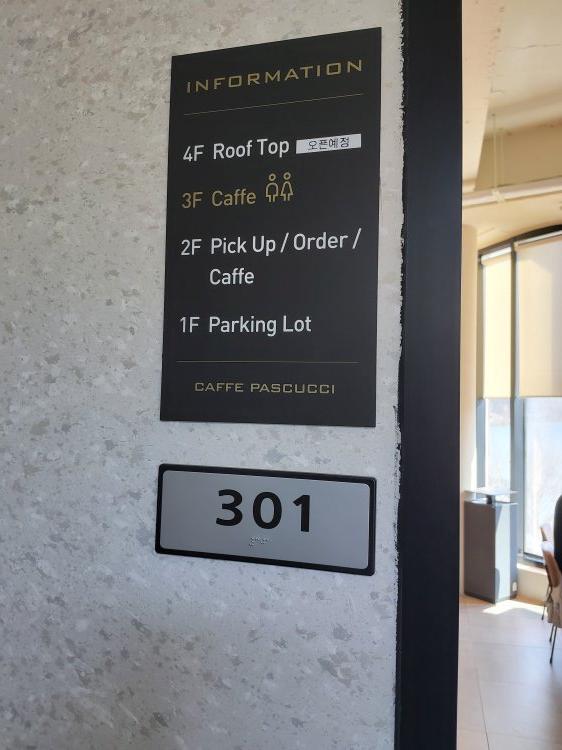 INFORMATION
4F Roof Top 오픈예정
3F Caffe
2F Pick Up / Order /
Caffe
1F Parking Lot
CAFFE PASCUCCI
301